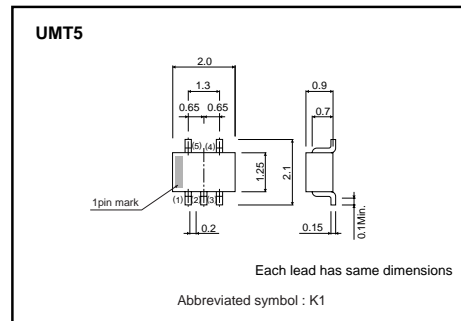 UMT5
2.0
1.3
0.65 0.65
0.9
0.7
(5) (4)
1.25
2.1
1pin mark
(1) (2) (3)
0.2
0.15
0.1Min.
Each lead has same dimensions
Abbreviated symbol : K1